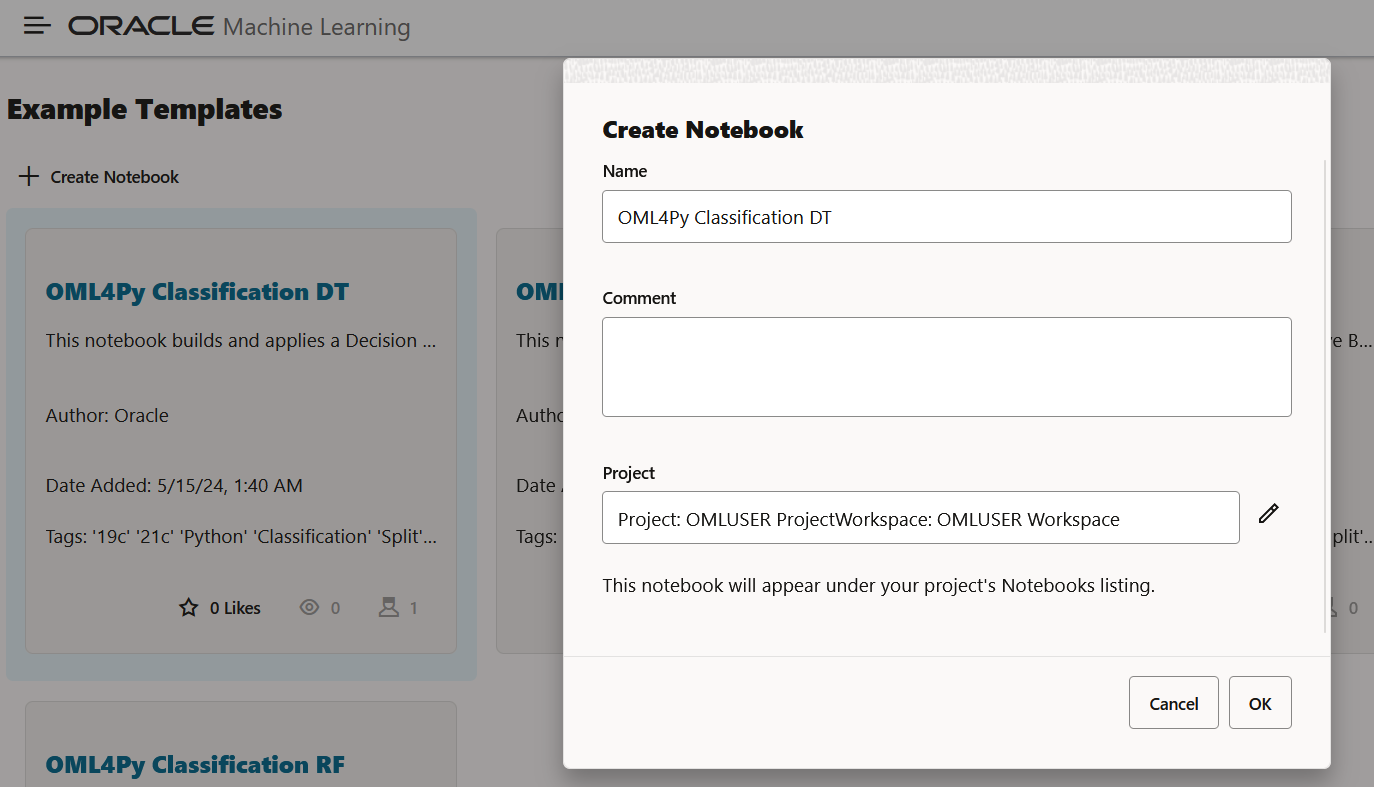 ORACLE Machine Learning
Example Templates
Create Notebook
OML4Py Classification DT
This notebook builds and applies a Decision ...
Author: Oracle
Date Added: 5/15/24, 1:40 AM
Tags: '19c' '21c' 'Python' 'Classification' 'Split'...
0 Likes 0 1
OML4Py Classification RF
This
Date
Tags:
B...
0
Create Notebook
Name
OML4Py Classification DT
Comment
Project
Project: OMLUSER ProjectWorkspace: OMLUSER Workspace
This notebook will appear under your project's Notebooks listing.
Cancel OK